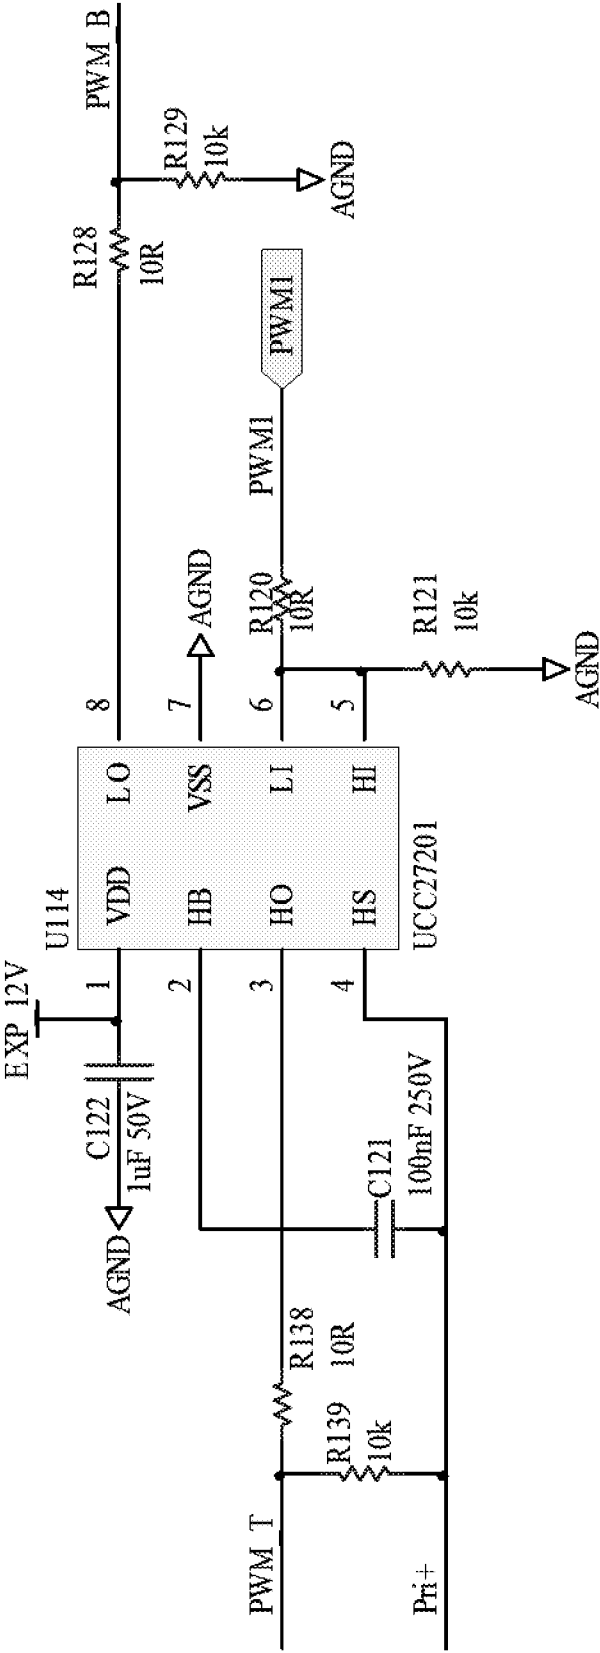 EXP_12V
C122
1uF 50V
AGND
U114
1
VDD
LO
8
R128
10R
PWM_B
R129
10k
AGND
2
HB
VSS
7
AGND
3
HO
LI
6
R120
10R
PWM1
PWM1
4
HS
HI
5
R121
10k
AGND
UCC27201
C121
100nF 250V
R138
10R
PWM_T
R139
10k
Pri+